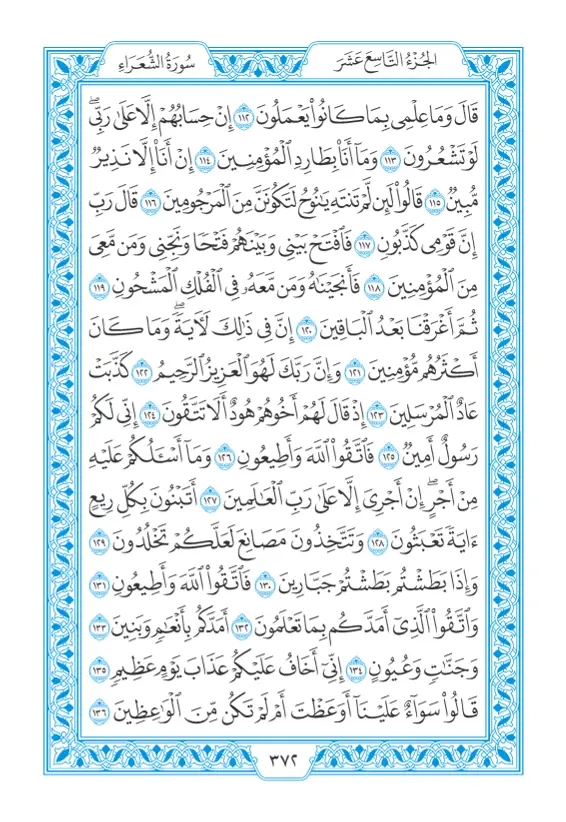 الجُزْءُ التَّاسِعَ عَشَرَ
سُورَةُ الشُّعَرَاءِ
قَالَ وَمَا عِلْمِى بِمَا كَانُوا۟ يَعْمَلُونَ ١١٢ إِنْ حِسَابُهُمْ إِلَّا عَلَىٰ رَبِّىۖ
لَوْ تَشْعُرُونَ ١١٣ وَمَآ أَنَا۠ بِطَارِدِ ٱلْمُؤْمِنِينَ ١١٤ إِنْ أَنَا۠ إِلَّا نَذِيرٌ
مُّبِينٌ ١١٥ قَالُوا۟ لَئِن لَّمْ تَنتَهِ يَـٰنُوحُ لَتَكُونَنَّ مِنَ ٱلْمَرْجُومِينَ ١١٦ قَالَ رَبِّ
إِنَّ قَوْمِى كَذَّبُونِ ١١٧ فَٱفْتَحْ بَيْنِى وَبَيْنَهُمْ فَتْحًا وَنَجِّنِى وَمَن مَّعِىَ
مِنَ ٱلْمُؤْمِنِينَ ١١٨ فَأَنجَيْنَـٰهُ وَمَن مَّعَهُۥ فِى ٱلْفُلْكِ ٱلْمَشْحُونِ ١١٩
ثُمَّ أَغْرَقْنَا بَعْدُ ٱلْبَاقِينَ ١٢٠ إِنَّ فِى ذَٰلِكَ لَـَٔايَةًۖ وَمَا كَانَ
أَكْثَرُهُم مُّؤْمِنِينَ ١٢١ وَإِنَّ رَبَّكَ لَهُوَ ٱلْعَزِيزُ ٱلرَّحِيمُ ١٢٢ كَذَّبَتْ
عَادٌ ٱلْمُرْسَلِينَ ١٢٣ إِذْ قَالَ لَهُمْ أَخُوهُمْ هُودٌ أَلَا تَتَّقُونَ ١٢٤ إِنِّى لَكُمْ
رَسُولٌ أَمِينٌ ١٢٥ فَٱتَّقُوا۟ ٱللَّهَ وَأَطِيعُونِ ١٢٦ وَمَآ أَسْـَٔلُكُمْ عَلَيْهِ
مِنْ أَجْرٍۖ إِنْ أَجْرِىَ إِلَّا عَلَىٰ رَبِّ ٱلْعَـٰلَمِينَ ١٢٧ أَتَبْنُونَ بِكُلِّ رِيعٍ
ءَايَةً تَعْبَثُونَ ١٢٨ وَتَتَّخِذُونَ مَصَانِعَ لَعَلَّكُمْ تَخْلُدُونَ ١٢٩
وَإِذَا بَطَشْتُم بَطَشْتُمْ جَبَّارِينَ ١٣٠ فَٱتَّقُوا۟ ٱللَّهَ وَأَطِيعُونِ ١٣١
وَٱتَّقُوا۟ ٱلَّذِىٓ أَمَدَّكُم بِمَا تَعْلَمُونَ ١٣٢ أَمَدَّكُم بِأَنْعَـٰمٍ وَبَنِينَ ١٣٣
وَجَنَّـٰتٍ وَعُيُونٍ ١٣٤ إِنِّىٓ أَخَافُ عَلَيْكُمْ عَذَابَ يَوْمٍ عَظِيمٍ ١٣٥
قَالُوا۟ سَوَآءٌ عَلَيْنَآ أَوَعَظْتَ أَمْ لَمْ تَكُن مِّنَ ٱلْوَٰعِظِينَ ١٣٦
٣٧٢